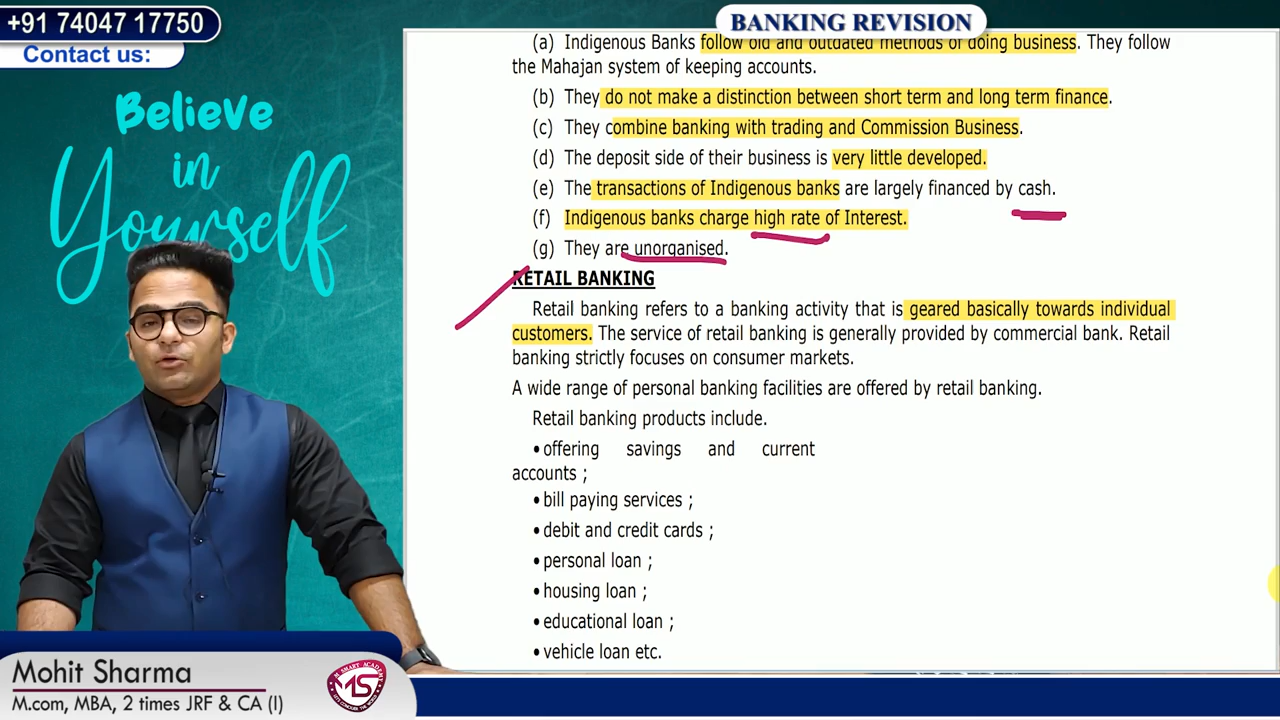 +91 74047 17750
Contact us:
BANKING REVISION
Believe
in
Yourself
(a) Indigenous Banks follow old and outdated methods of doing business. They follow
the Mahajan system of keeping accounts.
(b) They do not make a distinction between short term and long term finance.
(c) They combine banking with trading and Commission Business.
(d) The deposit side of their business is very little developed.
(e) The transactions of Indigenous banks are largely financed by cash.
(f) Indigenous banks charge high rate of Interest.
(g) They are unorganised.
RETAIL BANKING
Retail banking refers to a banking activity that is geared basically towards individual
customers. The service of retail banking is generally provided by commercial bank. Retail
banking strictly focuses on consumer markets.
A wide range of personal banking facilities are offered by retail banking.
Retail banking products include.
• offering savings and current
accounts ;
• bill paying services ;
• debit and credit cards ;
• personal loan ;
• housing loan ;
• educational loan ;
• vehicle loan etc.
Mohit Sharma
M.com, MBA, 2 times JRF & CA (I)
MS